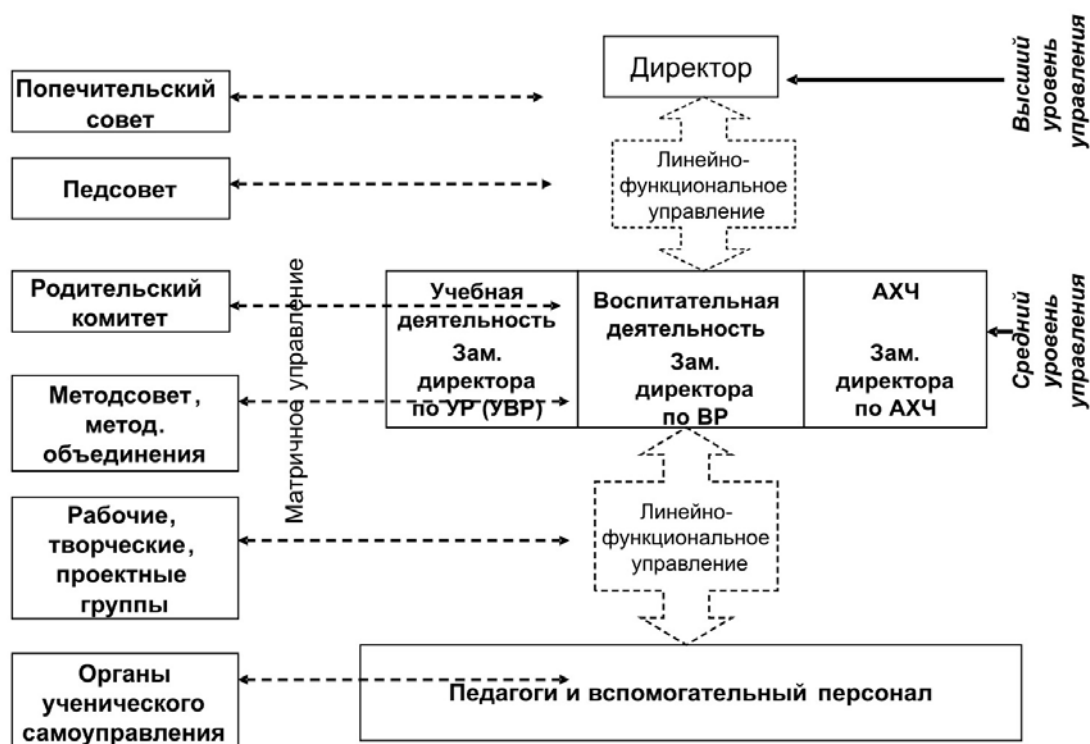 Директор
Высший
уровень
управления
Попечительский
совет
Линейно-
функциональное
управление
Педсовет
Матричное управление
Родительский
комитет
Учебная
деятельность
Зам.
директора
по УР (УВР)
Воспитательная
деятельность
Зам.
директора
по ВР
АХЧ
Зам.
директора
по АХЧ
Средний
уровень
управления
Методсовет,
метод.
объединения
Рабочие,
творческие,
проектные
группы
Линейно-
функциональное
управление
Органы
ученического
самоуправления
Педагоги и вспомогательный персонал